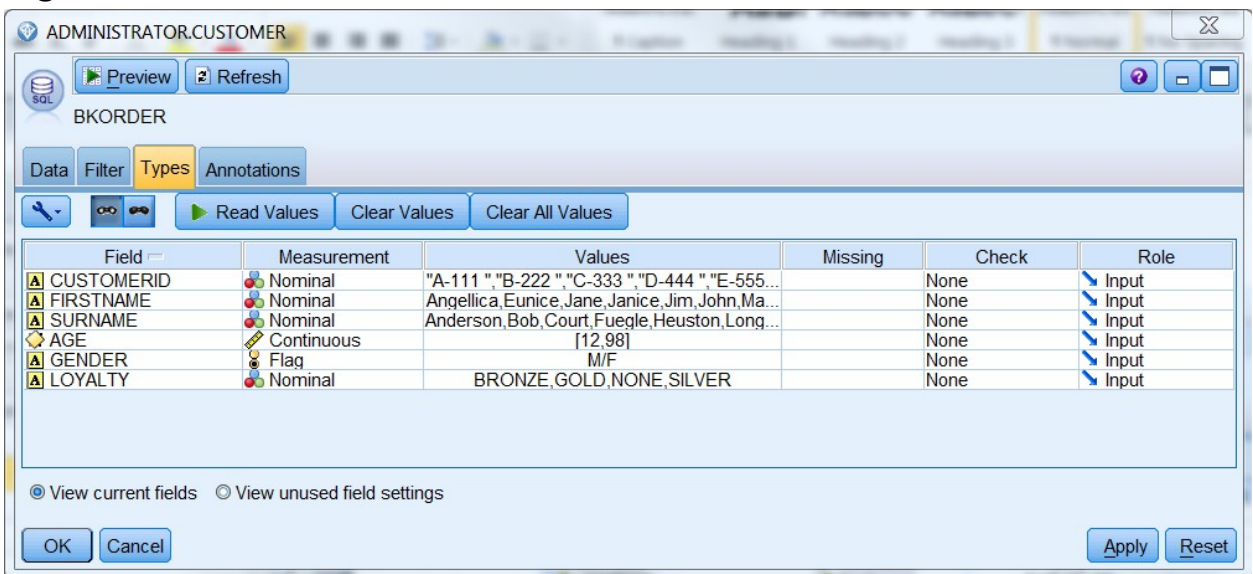 ADMINISTRATOR.CUSTOMER
Preview Refresh
SQL
BKORDER
Data Filter Types Annotations
Read Values Clear Values Clear All Values
Field Measurement Values Missing Check Role
CUSTOMERID Nominal "A-111 ","B-222 ","C-333 ","D-444 ","E-555... None Input
FIRSTNAME Nominal Angellica,Eunice,Jane,Janice,Jim,John,Ma... None Input
SURNAME Nominal Anderson,Bob,Court,Fuegle,Heuston,Long... None Input
AGE Continuous [12,98] None Input
GENDER Flag M/F None Input
LOYALTY Nominal BRONZE,GOLD,NONE,SILVER None Input
View current fields View unused field settings
OK Cancel Apply Reset